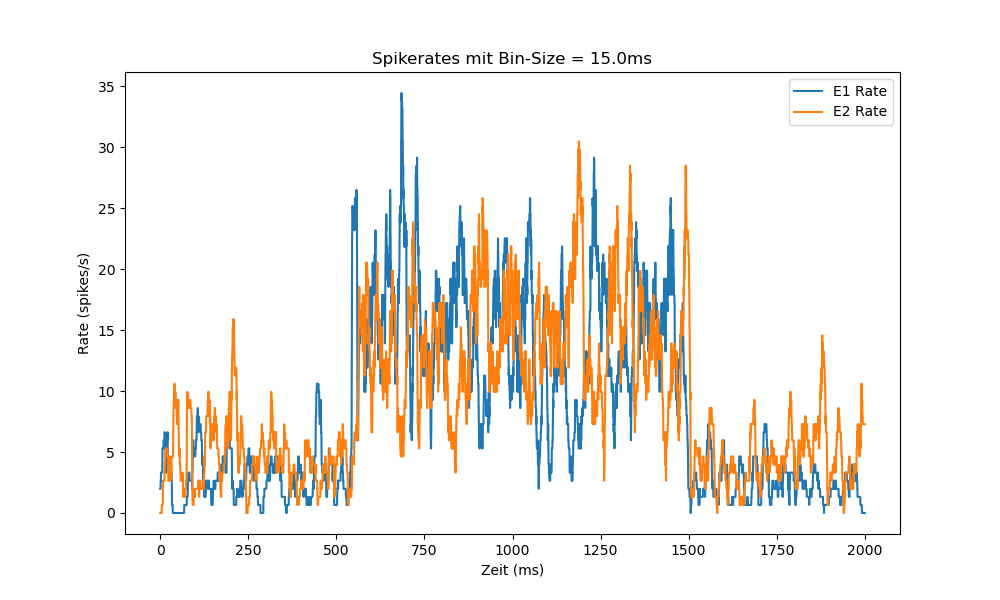 Spikerates mit Bin-Size = 15.0ms
E1 Rate
E2 Rate
Rate (spikes/s)
35
30
25
20
15
10
5
0
0 250 500 750 1000 1250 1500 1750 2000
Zeit (ms)